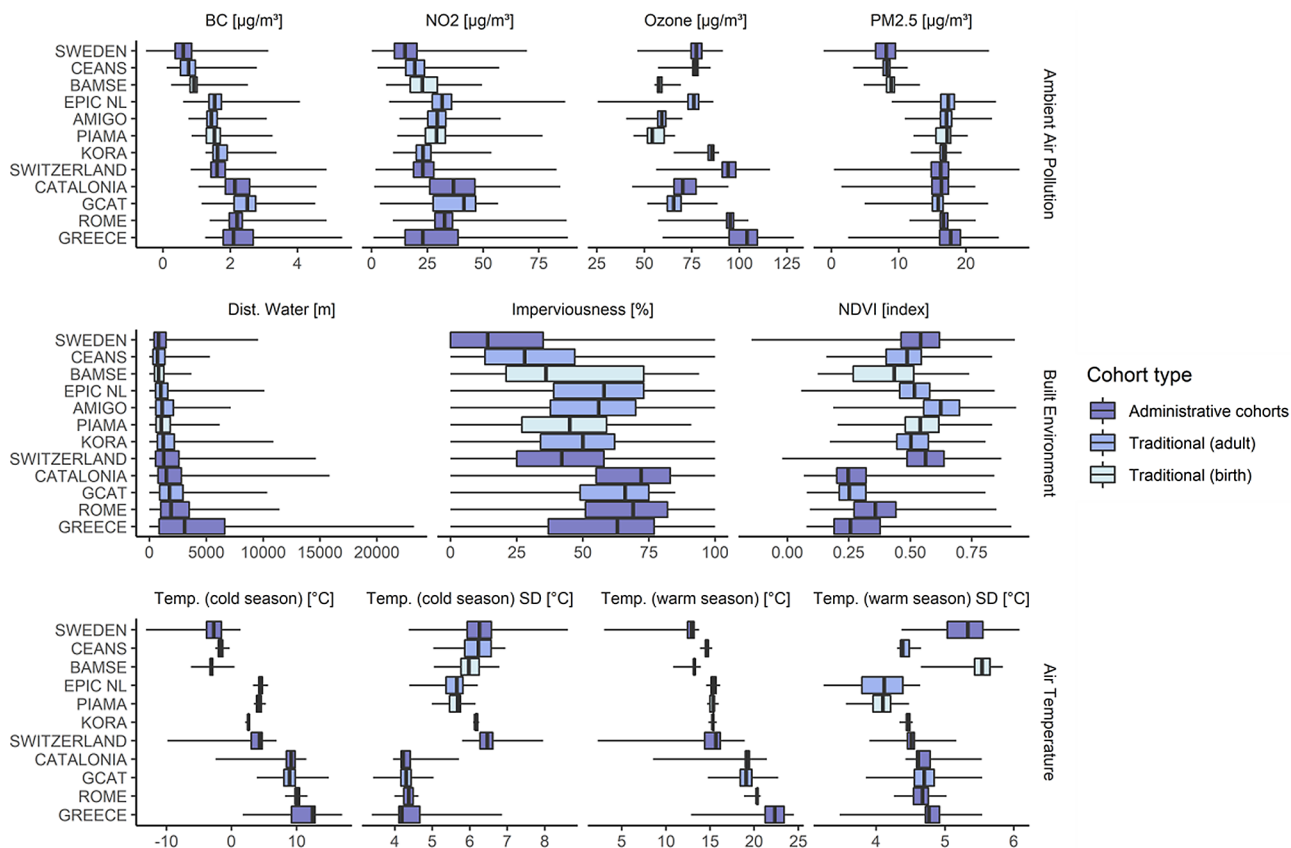 BC [µg/m³] NO2 [µg/m³] Ozone [µg/m³] PM2.5 [µg/m³]
SWEDEN
CEANS
BAMSE
EPIC NL
AMIGO
PIAMA
KORA
SWITZERLAND
CATALONIA
GCAT
ROME
GREECE
Ambient Air Pollution
0 2 4 0 25 50 75 25 50 75 100 125 0 10 20
Dist. Water [m] Imperviousness [%] NDVI [index]
SWEDEN
CEANS
BAMSE
EPIC NL
AMIGO
PIAMA
KORA
SWITZERLAND
CATALONIA
GCAT
ROME
GREECE
Built Environment
0 5000 10000 15000 20000 0 25 50 75 100 0.00 0.25 0.50 0.75
Cohort type
Administrative cohorts
Traditional (adult)
Traditional (birth)
Temp. (cold season) [°C] Temp. (cold season) SD [°C] Temp. (warm season) [°C] Temp. (warm season) SD [°C]
SWEDEN
CEANS
BAMSE
EPIC NL
PIAMA
KORA
SWITZERLAND
CATALONIA
GCAT
ROME
GREECE
Air Temperature
-10 0 10 4 5 6 7 8 5 10 15 20 25 4 5 6